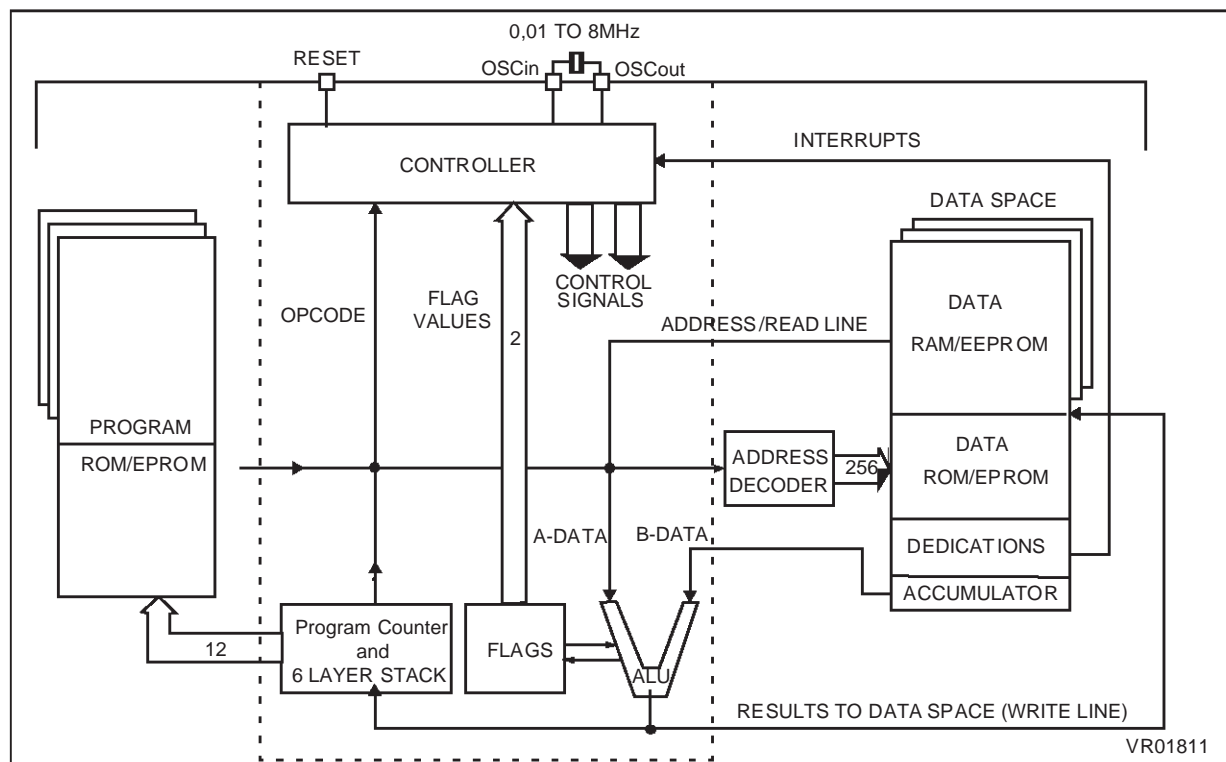 0,01 TO 8MHz
RESET
OSCin
OSCout
INTERRUPTS
CONTROLLER
DATA SPACE
CONTROL
SIGNALS
FLAG
VALUES
OPCODE
2
ADDRESS/READ LINE
DATA
RAM/EEPROM
PROGRAM
ROM/EPROM
ADDRESS
DECODER
256
DATA
ROM/EPROM
A-DATA
B-DATA
DEDICATIONS
ACCUMULATOR
12
Program Counter
and
6 LAYER STACK
FLAGS
ALU
RESULTS TO DATA SPACE (WRITE LINE)
VR01811